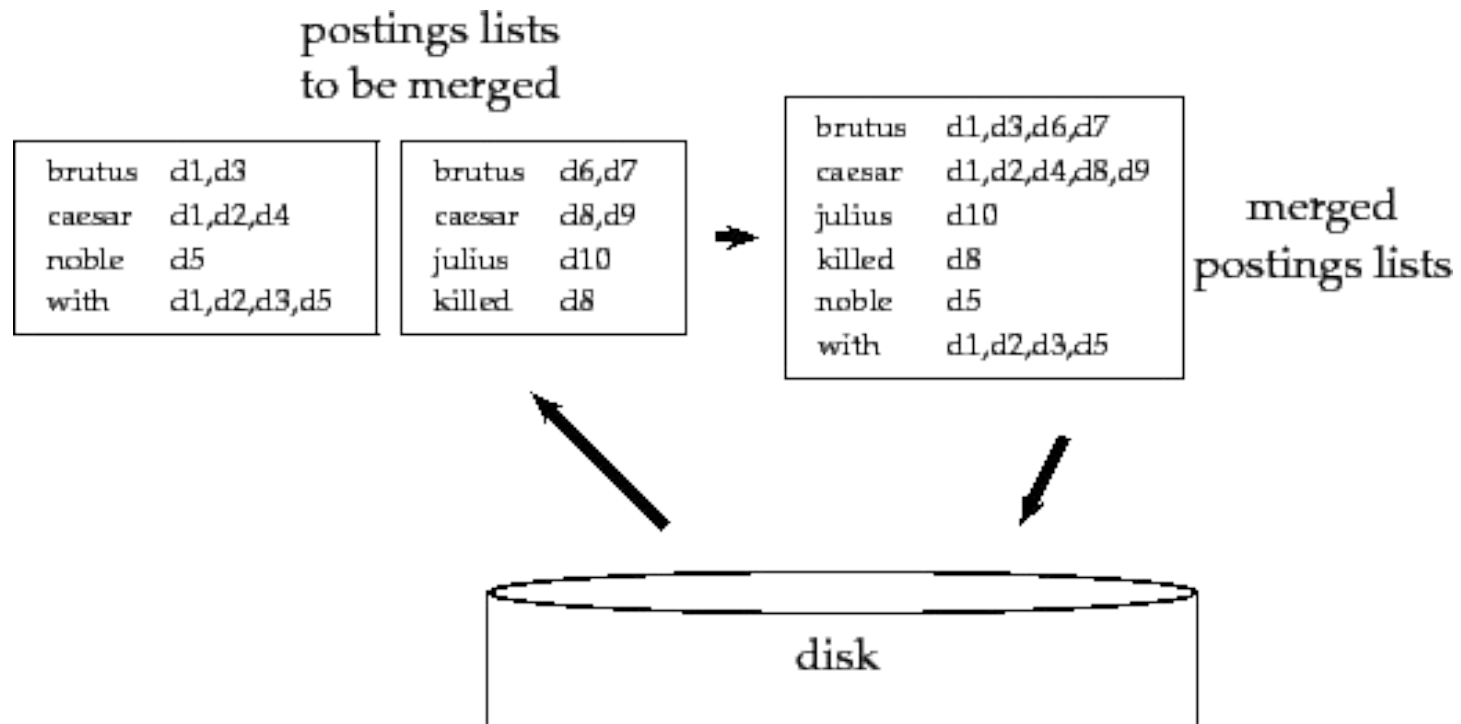 postings lists
to be merged
brutus d1,d3
caesar d1,d2,d4
noble d5
with d1,d2,d3,d5
brutus d6,d7
caesar d8,d9
julius d10
killed d8
brutus d1,d3,d6,d7
caesar d1,d2,d4,d8,d9
julius d10
killed d8
noble d5
with d1,d2,d3,d5
merged
postings lists
disk